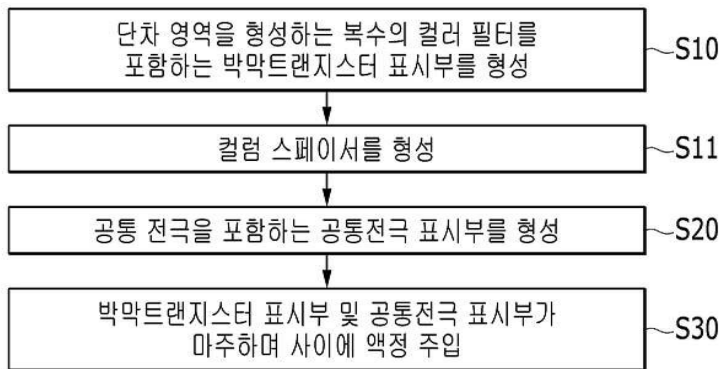 단차 영역을 형성하는 복수의 컬러 필터를
포함하는 박막트랜지스터 표시부를 형성
S10
컬럼 스페이서를 형성
S11
공통 전극을 포함하는 공통전극 표시부를 형성
S20
박막트랜지스터 표시부 및 공통전극 표시부가
마주하며 사이에 액정 주입
S30